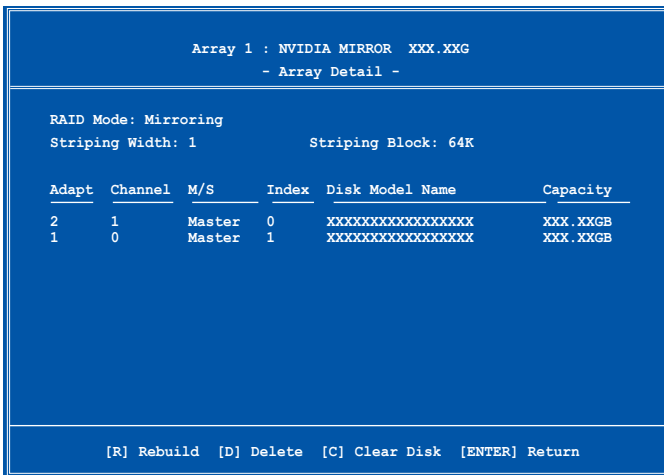 Array 1 : NVIDIA MIRROR XXX.XXG
- Array Detail -
RAID Mode: Mirroring
Striping Width: 1 Striping Block: 64K
Adapt Channel M/S Index Disk Model Name Capacity
2 1 Master 0 XXXXXXXXXXXXXXXXX XXX.XXGB
1 0 Master 1 XXXXXXXXXXXXXXXXX XXX.XXGB
[R] Rebuild [D] Delete [C] Clear Disk [ENTER] Return